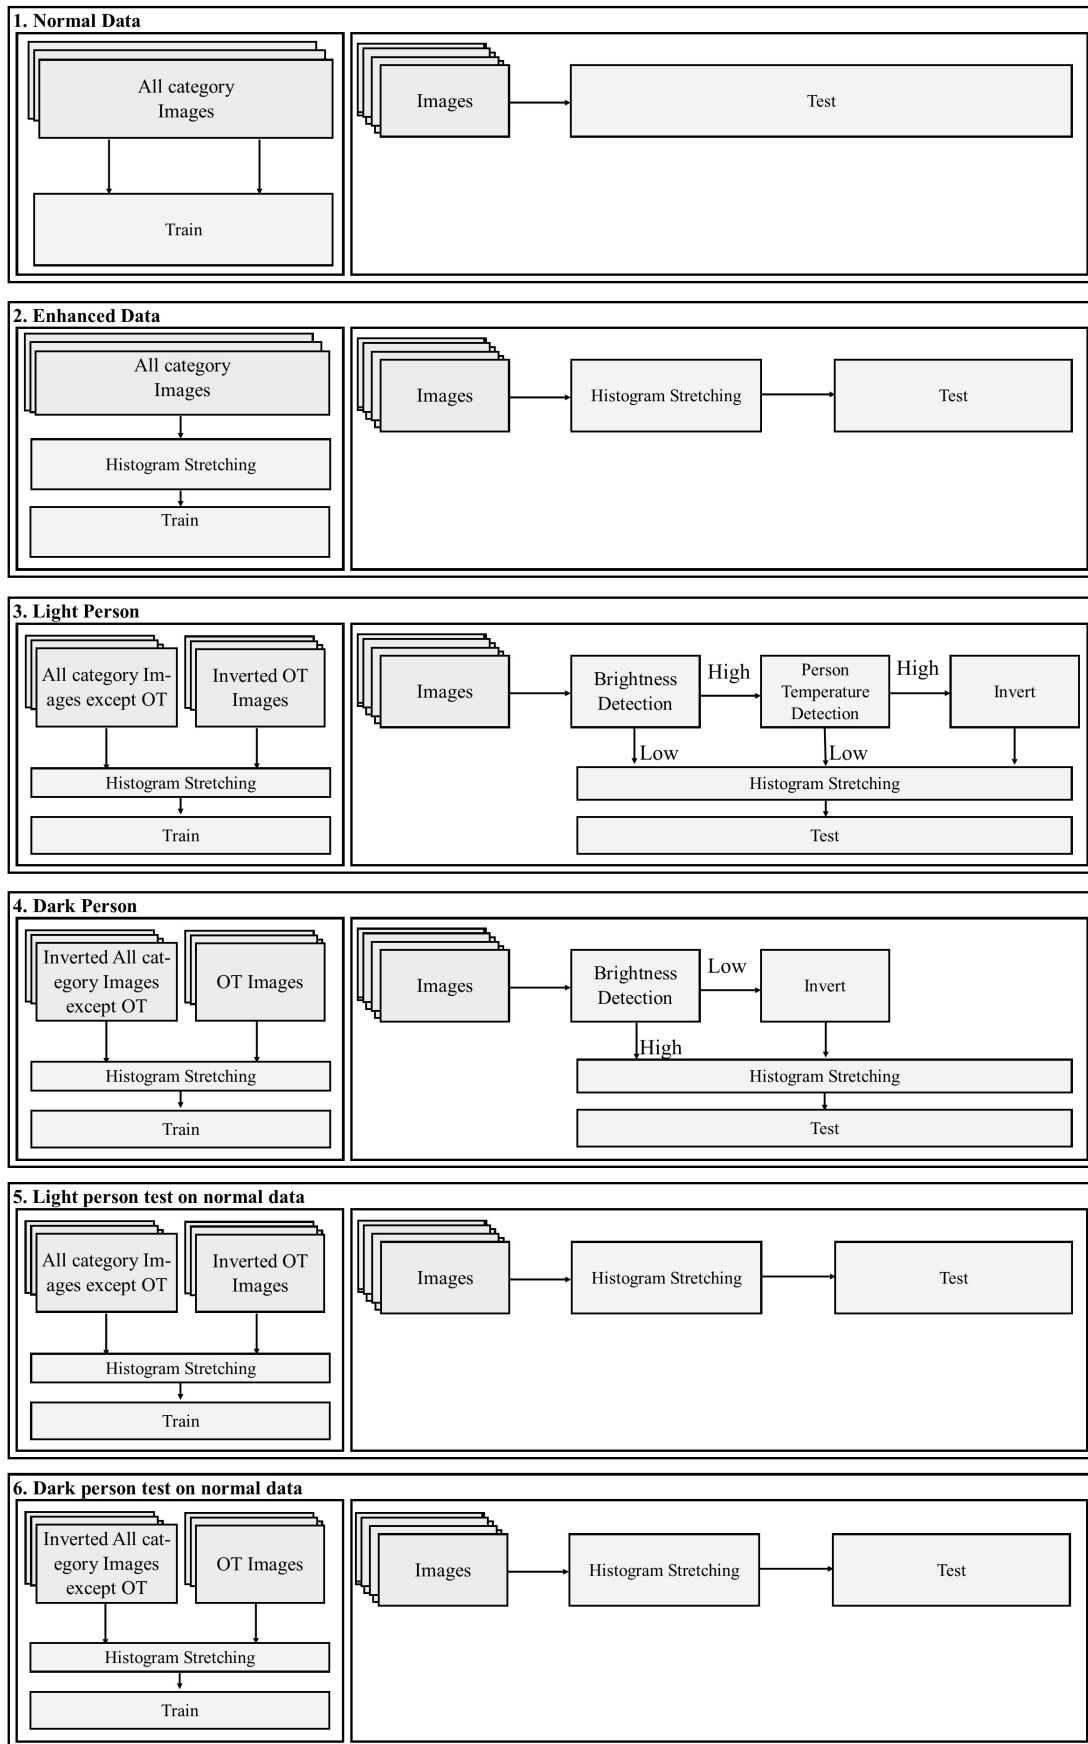 1. Normal Data
All category
Images
Train
Images
Test
2. Enhanced Data
All category
Images
Histogram Stretching
Train
Images
Histogram Stretching
Test
3. Light Person
All category Im-
ages except OT
Inverted OT
Images
Histogram Stretching
Train
Images
Brightness
Detection
High
Person
Temperature
Detection
High
Invert
Low
Low
Histogram Stretching
Test
4. Dark Person
Inverted All cat-
egory Images
except OT
OT Images
Histogram Stretching
Train
Images
Brightness
Detection
Low
Invert
High
Histogram Stretching
Test
5. Light person test on normal data
All category Im-
ages except OT
Inverted OT
Images
Histogram Stretching
Train
Images
Histogram Stretching
Test
6. Dark person test on normal data
Inverted All cat-
egory Images
except OT
OT Images
Histogram Stretching
Train
Images
Histogram Stretching
Test